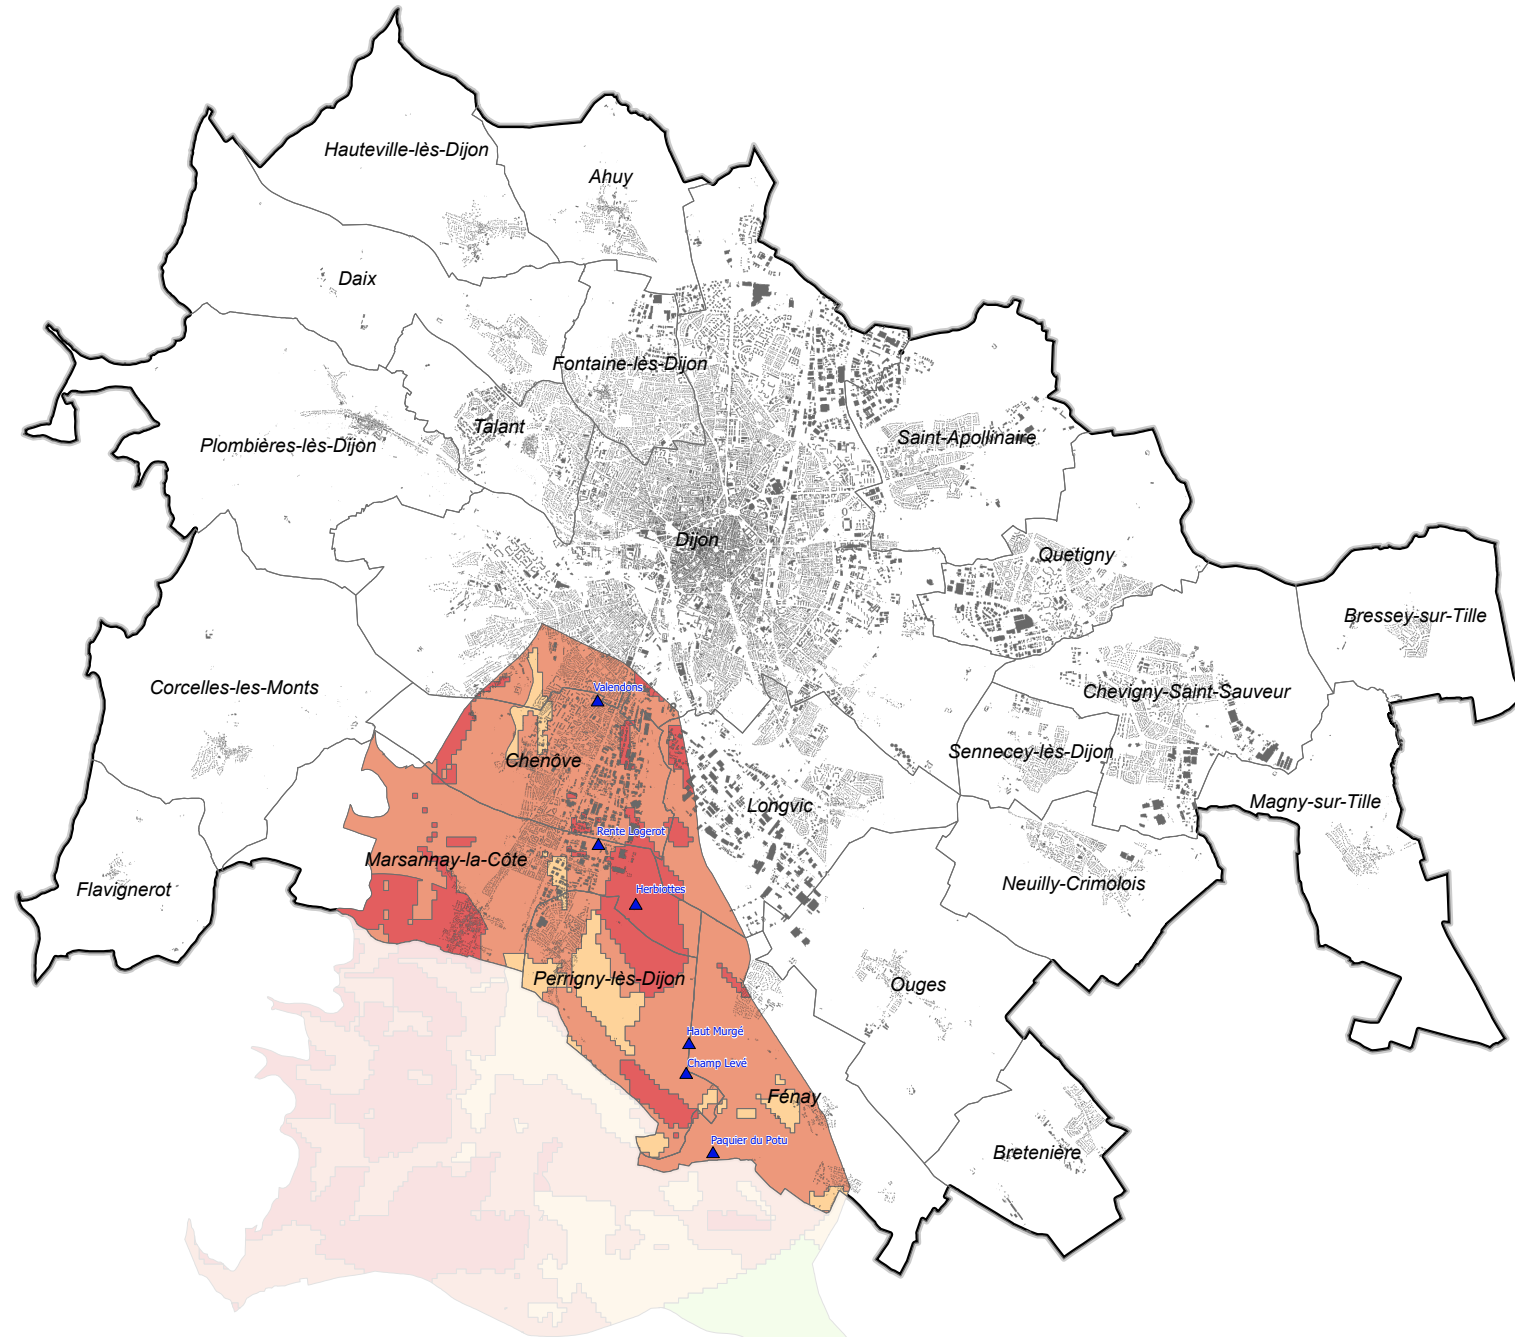 Hauteville-lès-Dijon
Ahuy
Daix
Fontaine-lès-Dijon
Talant
Plombières-lès-Dijon
Saint-Apollinaire
Dijon
Quetigny
Bressey-sur-Tille
Corcelles-les-Monts
Valendons
Chevigny-Saint-Sauveur
Chenôve
Sennecey-lès-Dijon
Longvic
Magny-sur-Tille
Rente Logerot
Marsannay-la-Côte
Flavignerot
Herbiottes
Neuilly-Crimolois
Perrigny-lès-Dijon
Ouges
Haut Murgé
Champ Levé
Fénay
Paquier du Potu
Bretenière